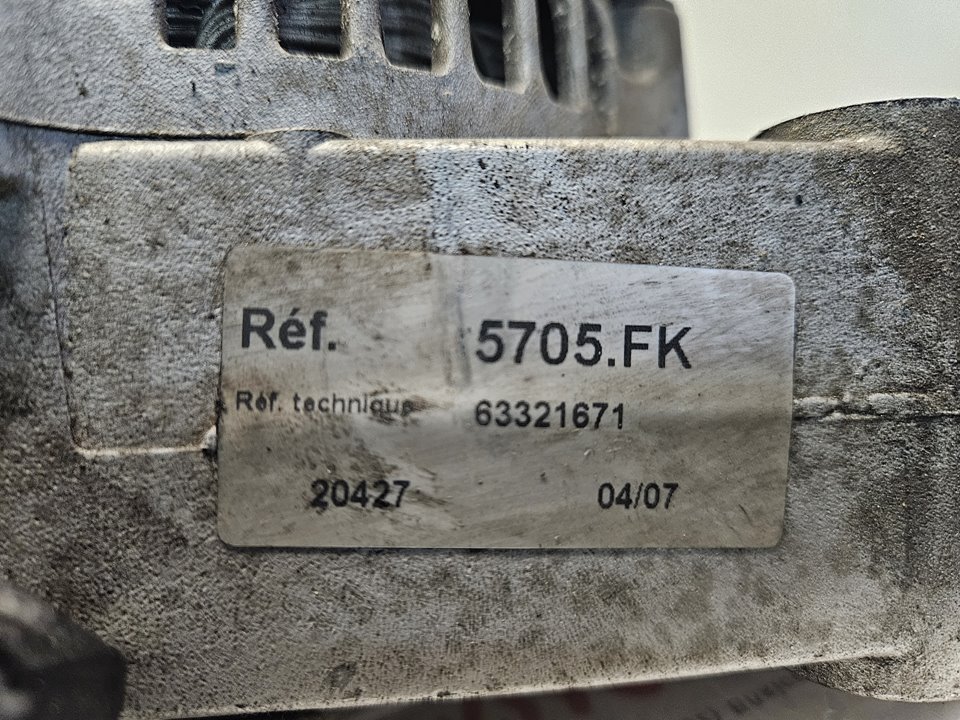 Réf. 5705.FK
Réf. technique 63321671
20427 04/07